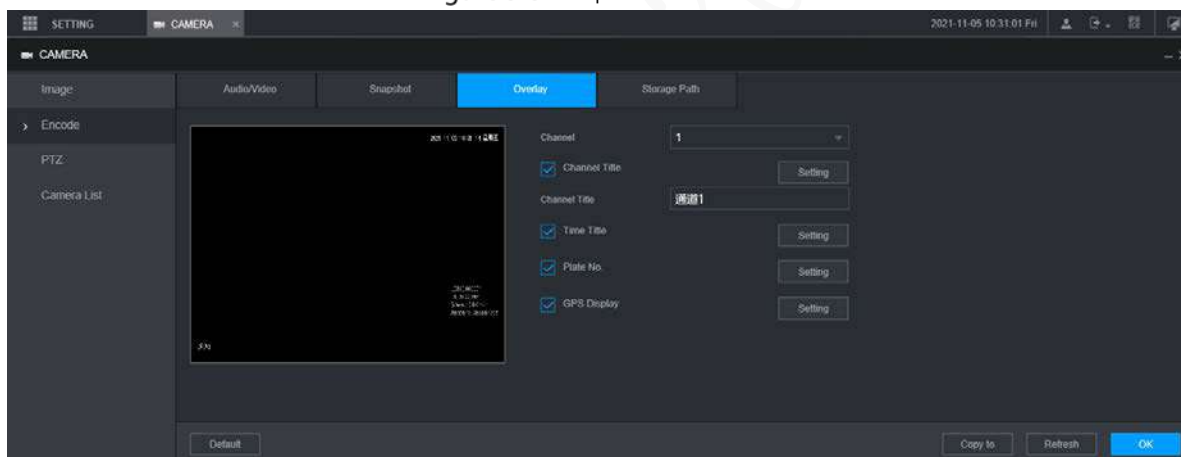 SETTING
CAMERA
2021-11-05 10:31:01 Fri
CAMERA
Image
Audio/Video
Snapshot
Overlay
Storage Path
Encode
Channel
1
PTZ
Channel Title
Setting
Camera List
Channel Title
通道1
Time Title
Setting
Plate No.
Setting
GPS Display
Setting
Default
Copy to
Refresh
OK